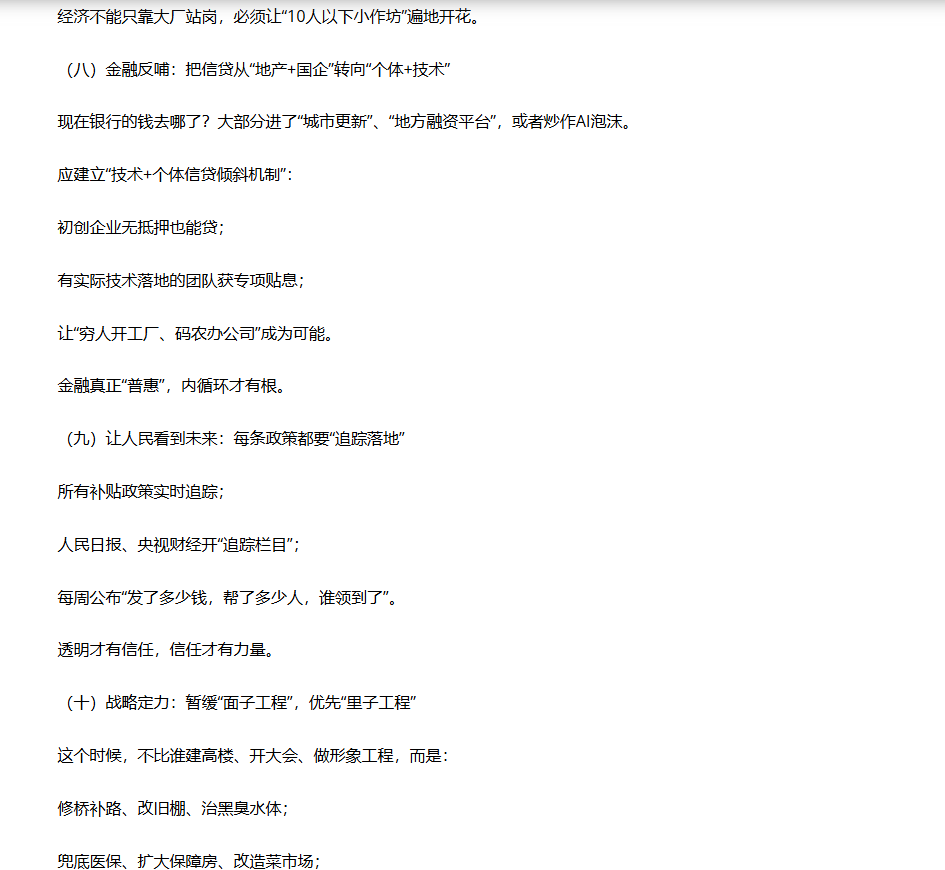 经济不能只靠大厂站岗，必须让“10人以下小作坊”遍地开花。
（八）金融反哺：把信贷从“地产+国企”转向“个体+技术”
现在银行的钱去哪了？大部分进了“城市更新”、“地方融资平台”，或者炒作AI泡沫。
应建立“技术+个体信贷倾斜机制”：
初创企业无抵押也能贷；
有实际技术落地的团队获专项贴息；
让“穷人开工厂、码农办公司”成为可能。
金融真正“普惠”，内循环才有根。
（九）让人民看到未来：每条政策都要“追踪落地”
所有补贴政策实时追踪；
人民日报、央视财经开“追踪栏目”；
每周公布“发了多少钱，帮了多少人，谁领到了”。
透明才有信任，信任才有力量。
（十）战略定力：暂缓“面子工程”，优先“里子工程”
这个时候，不比谁建高楼、开大会、做形象工程，而是：
修桥补路、改旧棚、治黑臭水体；
兜底医保、扩大保障房、改造菜市场；